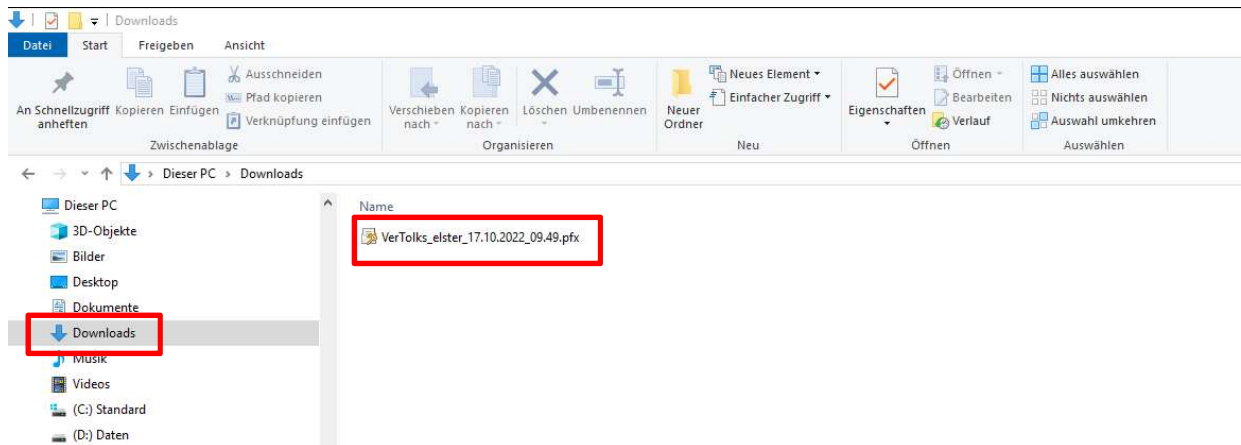 Downloads
Datei Start Freigeben Ansicht
An Schnellzugriff anheften
Kopieren
Einfügen
Ausschneiden
Pfad kopieren
Verknüpfung einfügen
Zwischenablage
Verschieben nach
Kopieren nach
Löschen
Umbenennen
Organisieren
Neuer Ordner
Neues Element
Einfacher Zugriff
Neu
Eigenschaften
Öffnen
Bearbeiten
Verlauf
Öffnen
Alles auswählen
Nichts auswählen
Auswahl umkehren
Auswählen
Dieser PC > Downloads
Dieser PC
3D-Objekte
Bilder
Desktop
Dokumente
Downloads
Musik
Videos
(C:) Standard
(D:) Daten
Name
VerTolks_elster_17.10.2022_09.49.pfx